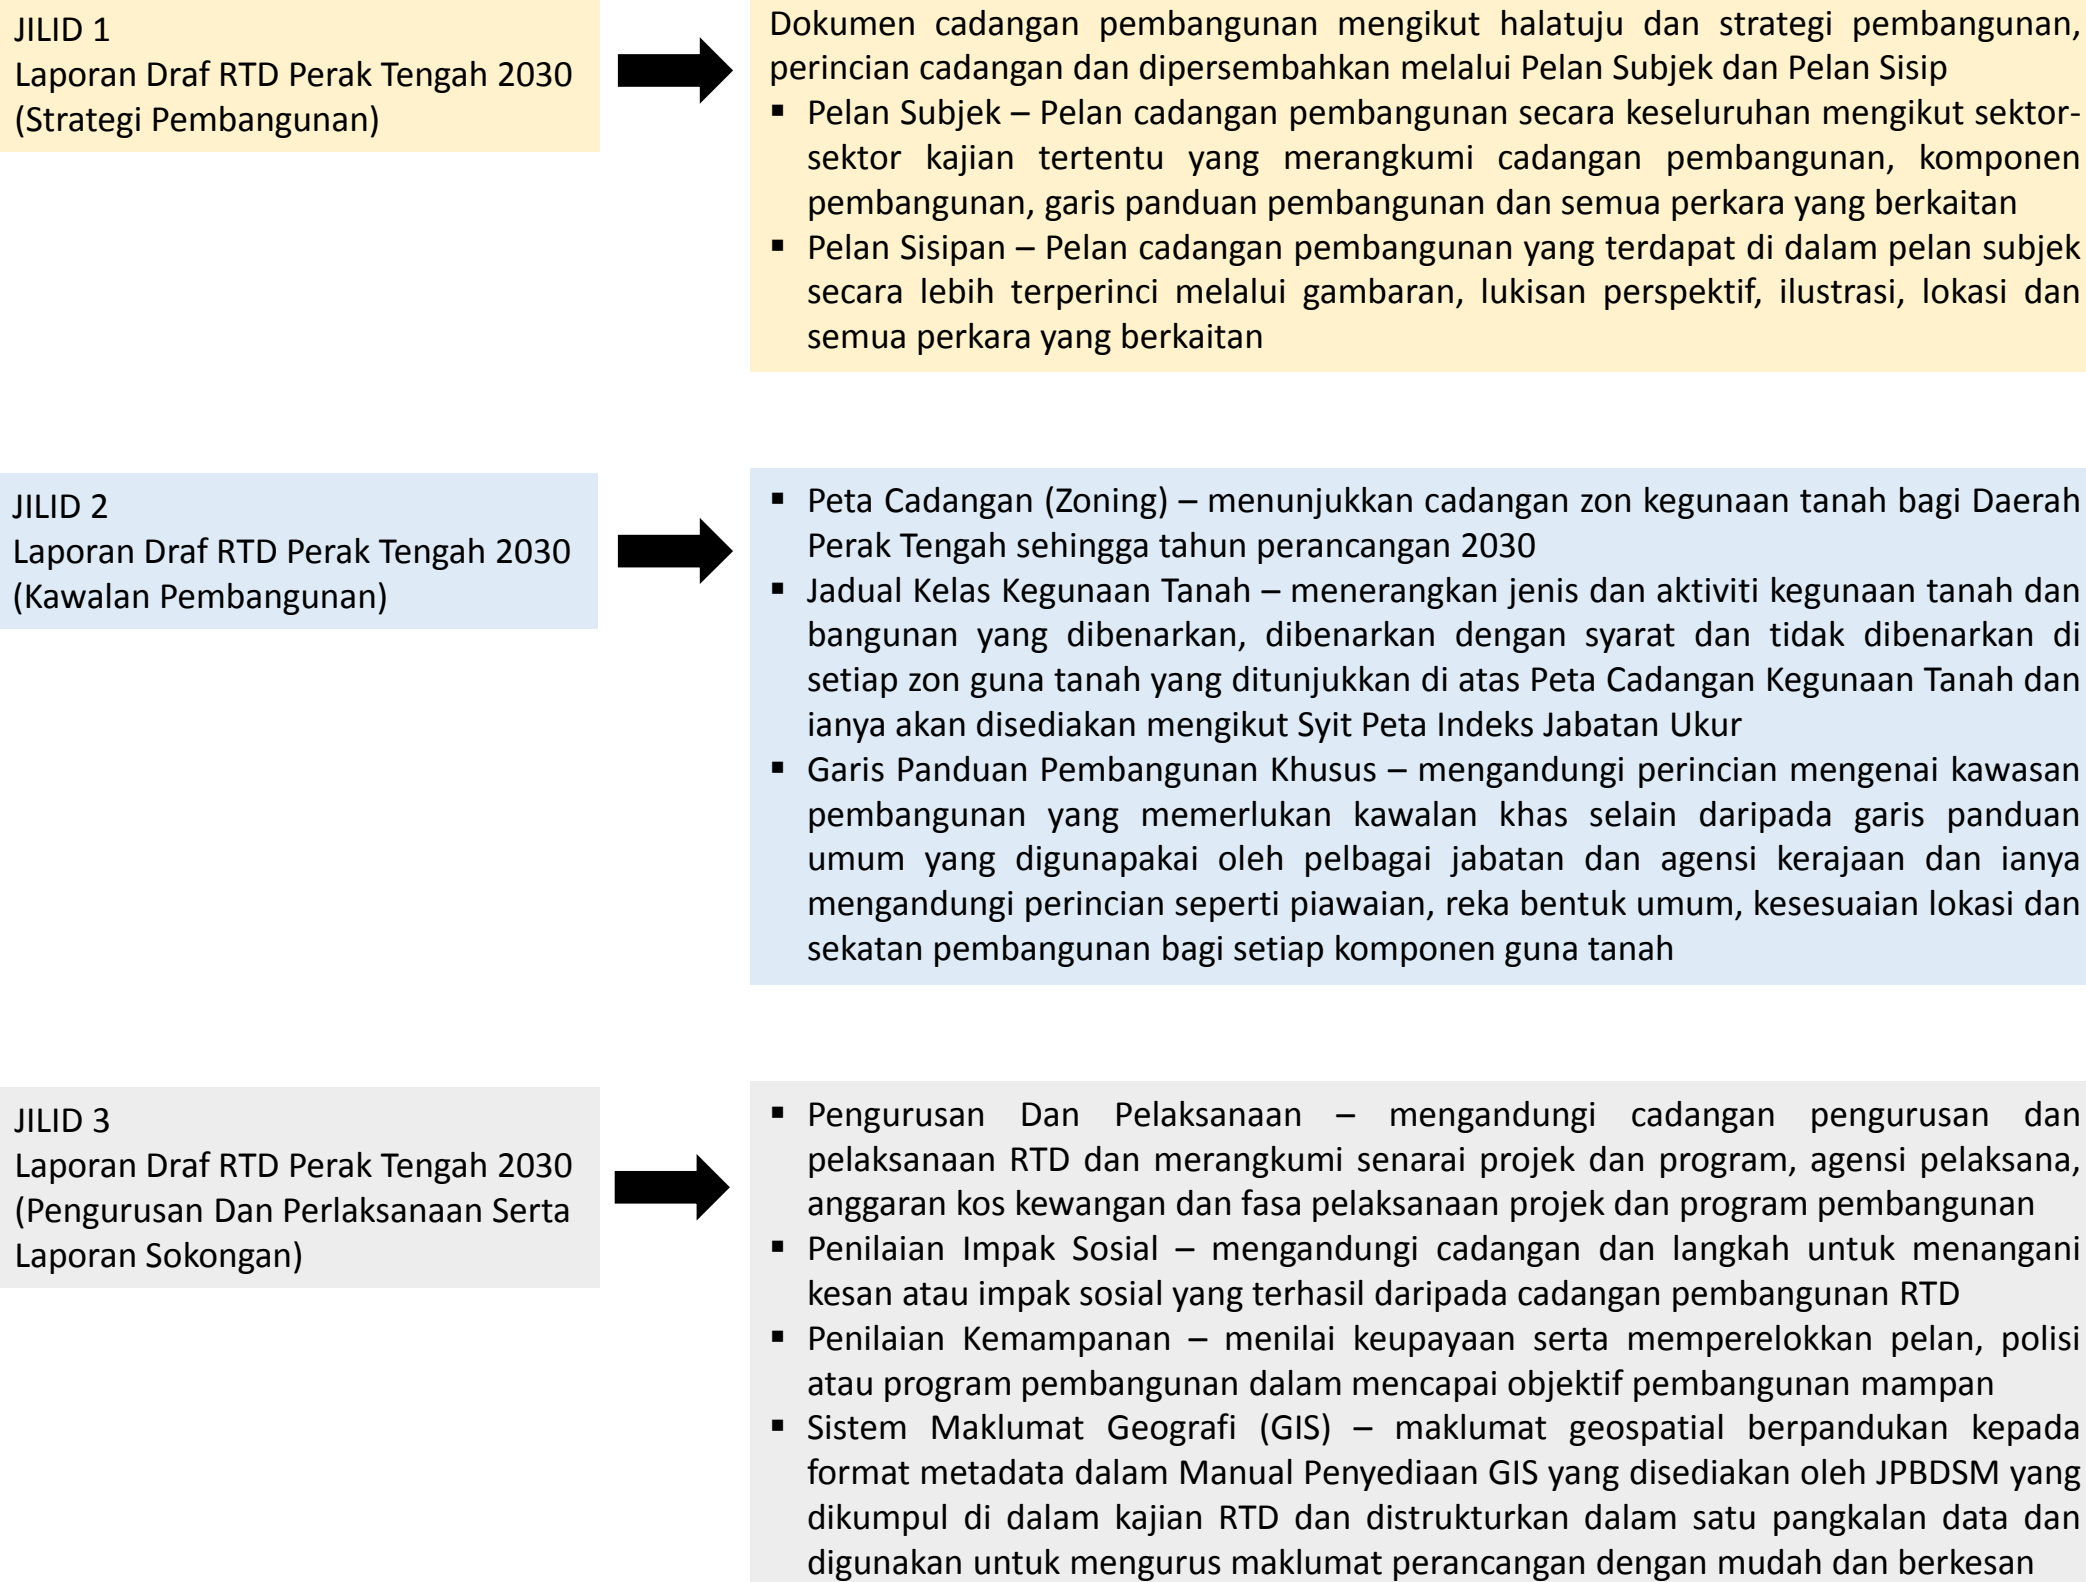 JILID 1
Laporan Draf RTD Perak Tengah 2030
(Strategi Pembangunan)
Dokumen cadangan pembangunan mengikut halatuju dan strategi pembangunan,
perincian cadangan dan dipersembahkan melalui Pelan Subjek dan Pelan Sisip
▪ Pelan Subjek – Pelan cadangan pembangunan secara keseluruhan mengikut sektor-
sektor kajian tertentu yang merangkumi cadangan pembangunan, komponen
pembangunan, garis panduan pembangunan dan semua perkara yang berkaitan
▪ Pelan Sisipan – Pelan cadangan pembangunan yang terdapat di dalam pelan subjek
secara lebih terperinci melalui gambaran, lukisan perspektif, ilustrasi, lokasi dan
semua perkara yang berkaitan
JILID 2
Laporan Draf RTD Perak Tengah 2030
(Kawalan Pembangunan)
▪ Peta Cadangan (Zoning) – menunjukkan cadangan zon kegunaan tanah bagi Daerah
Perak Tengah sehingga tahun perancangan 2030
▪ Jadual Kelas Kegunaan Tanah – menerangkan jenis dan aktiviti kegunaan tanah dan
bangunan yang dibenarkan, dibenarkan dengan syarat dan tidak dibenarkan di
setiap zon guna tanah yang ditunjukkan di atas Peta Cadangan Kegunaan Tanah dan
ianya akan disediakan mengikut Syit Peta Indeks Jabatan Ukur
▪ Garis Panduan Pembangunan Khusus – mengandungi perincian mengenai kawasan
pembangunan yang memerlukan kawalan khas selain daripada garis panduan
umum yang digunapakai oleh pelbagai jabatan dan agensi kerajaan dan ianya
mengandungi perincian seperti piawaian, reka bentuk umum, kesesuaian lokasi dan
sekatan pembangunan bagi setiap komponen guna tanah
JILID 3
Laporan Draf RTD Perak Tengah 2030
(Pengurusan Dan Perlaksanaan Serta
Laporan Sokongan)
▪ Pengurusan Dan Pelaksanaan – mengandungi cadangan pengurusan dan
pelaksanaan RTD dan merangkumi senarai projek dan program, agensi pelaksana,
anggaran kos kewangan dan fasa pelaksanaan projek dan program pembangunan
▪ Penilaian Impak Sosial – mengandungi cadangan dan langkah untuk menangani
kesan atau impak sosial yang terhasil daripada cadangan pembangunan RTD
▪ Penilaian Kemampanan – menilai keupayaan serta memperelokkan pelan, polisi
atau program pembangunan dalam mencapai objektif pembangunan mampan
▪ Sistem Maklumat Geografi (GIS) – maklumat geospatial berpandukan kepada
format metadata dalam Manual Penyediaan GIS yang disediakan oleh JPBDSM yang
dikumpul di dalam kajian RTD dan distrukturkan dalam satu pangkalan data dan
digunakan untuk mengurus maklumat perancangan dengan mudah dan berkesan